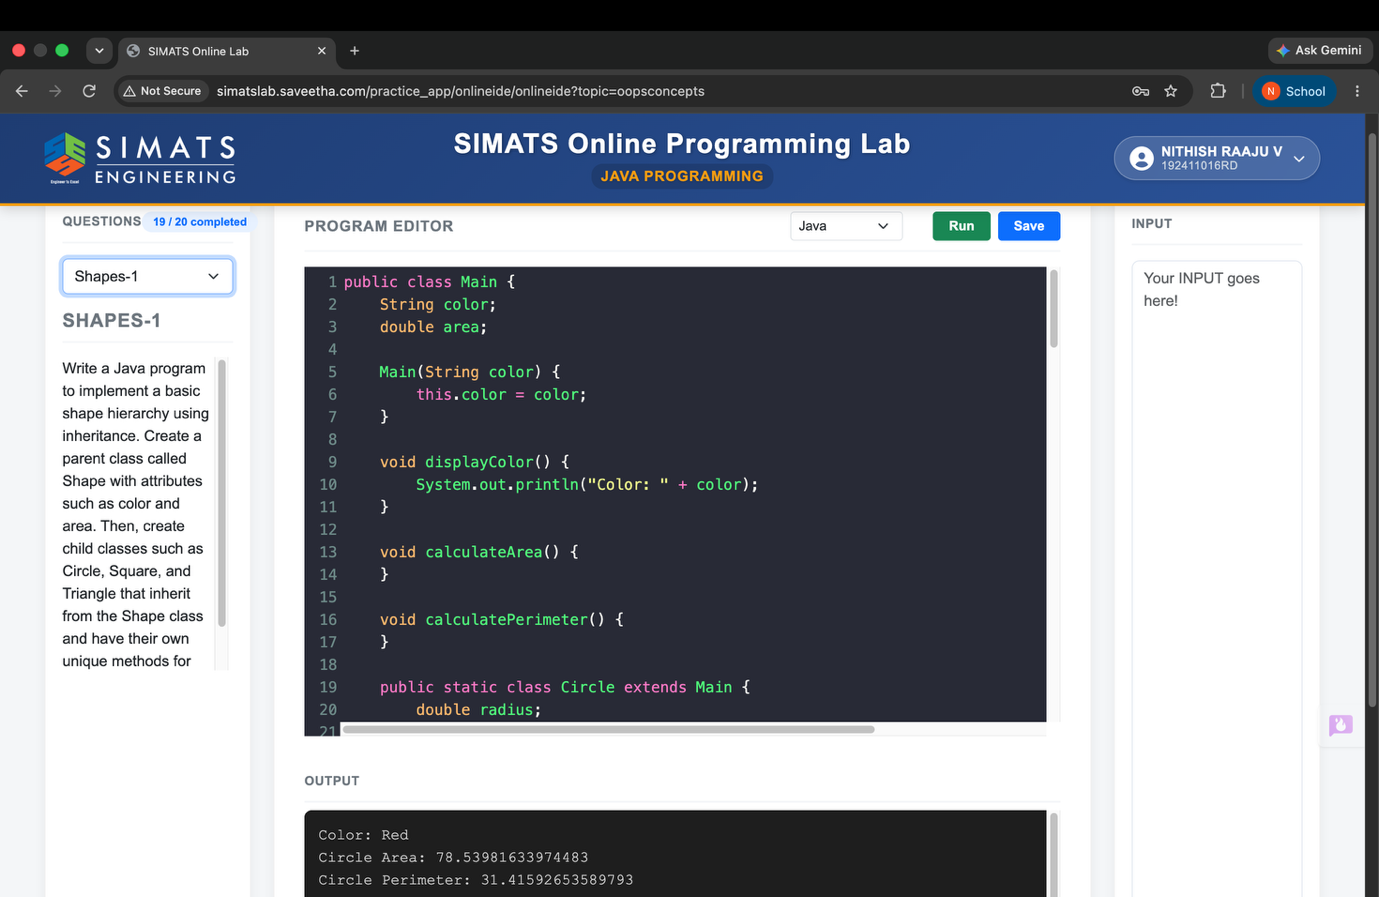 SIMATS Online Lab
Ask Gemini
Not Secure
simatslab.saveetha.com/practice_app/onlineide/onlineide?topic=oopsconcepts
N School
SIMATS
ENGINEERING
Engineer to Excel
SIMATS Online Programming Lab
JAVA PROGRAMMING
NITHISH RAAJU V
192411016RD
QUESTIONS 19 / 20 completed
Shapes-1
SHAPES-1
Write a Java program
to implement a basic
shape hierarchy using
inheritance. Create a
parent class called
Shape with attributes
such as color and
area. Then, create
child classes such as
Circle, Square, and
Triangle that inherit
from the Shape class
and have their own
unique methods for
PROGRAM EDITOR
Java
Run
Save
1 public class Main {
2 String color;
3 double area;
4
5 Main(String color) {
6 this.color = color;
7 }
8
9 void displayColor() {
10 System.out.println("Color: " + color);
11 }
12
13 void calculateArea() {
14 }
15
16 void calculatePerimeter() {
17 }
18
19 public static class Circle extends Main {
20 double radius;
21
OUTPUT
Color: Red
Circle Area: 78.53981633974483
Circle Perimeter: 31.41592653589793
INPUT
Your INPUT goes
here!